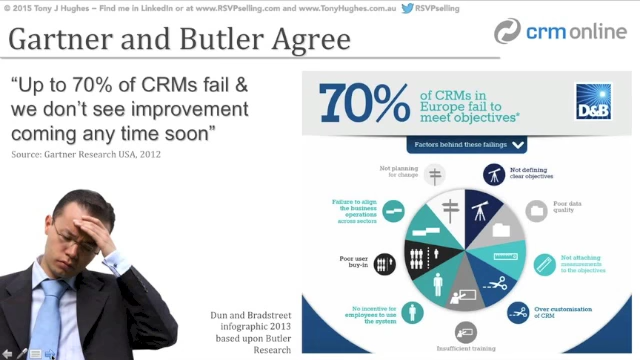 © 2015 Tony J Hughes – Find me in LinkedIn or at www.RSVPselling.com and www.TonyHughes.com.au RSVPselling
Gartner and Butler Agree
crmonline
“Up to 70% of CRMs fail &
we don’t see improvement
coming any time soon”
Source: Gartner Research USA, 2012
70%
of CRMs in
Europe fail to
meet objectives*
D&B
Factors behind these failings
Not planning
for change
Not defining
clear objectives
Failure to align
the business
operations
across sectors
Poor data
quality
Poor user
buy-in
Not attaching
measurements
to the objectives
No incentive for
employees to use
the system
Over customisation
of CRM
Insufficient training
Dun and Bradstreet
infographic 2013
based upon Butler
Research